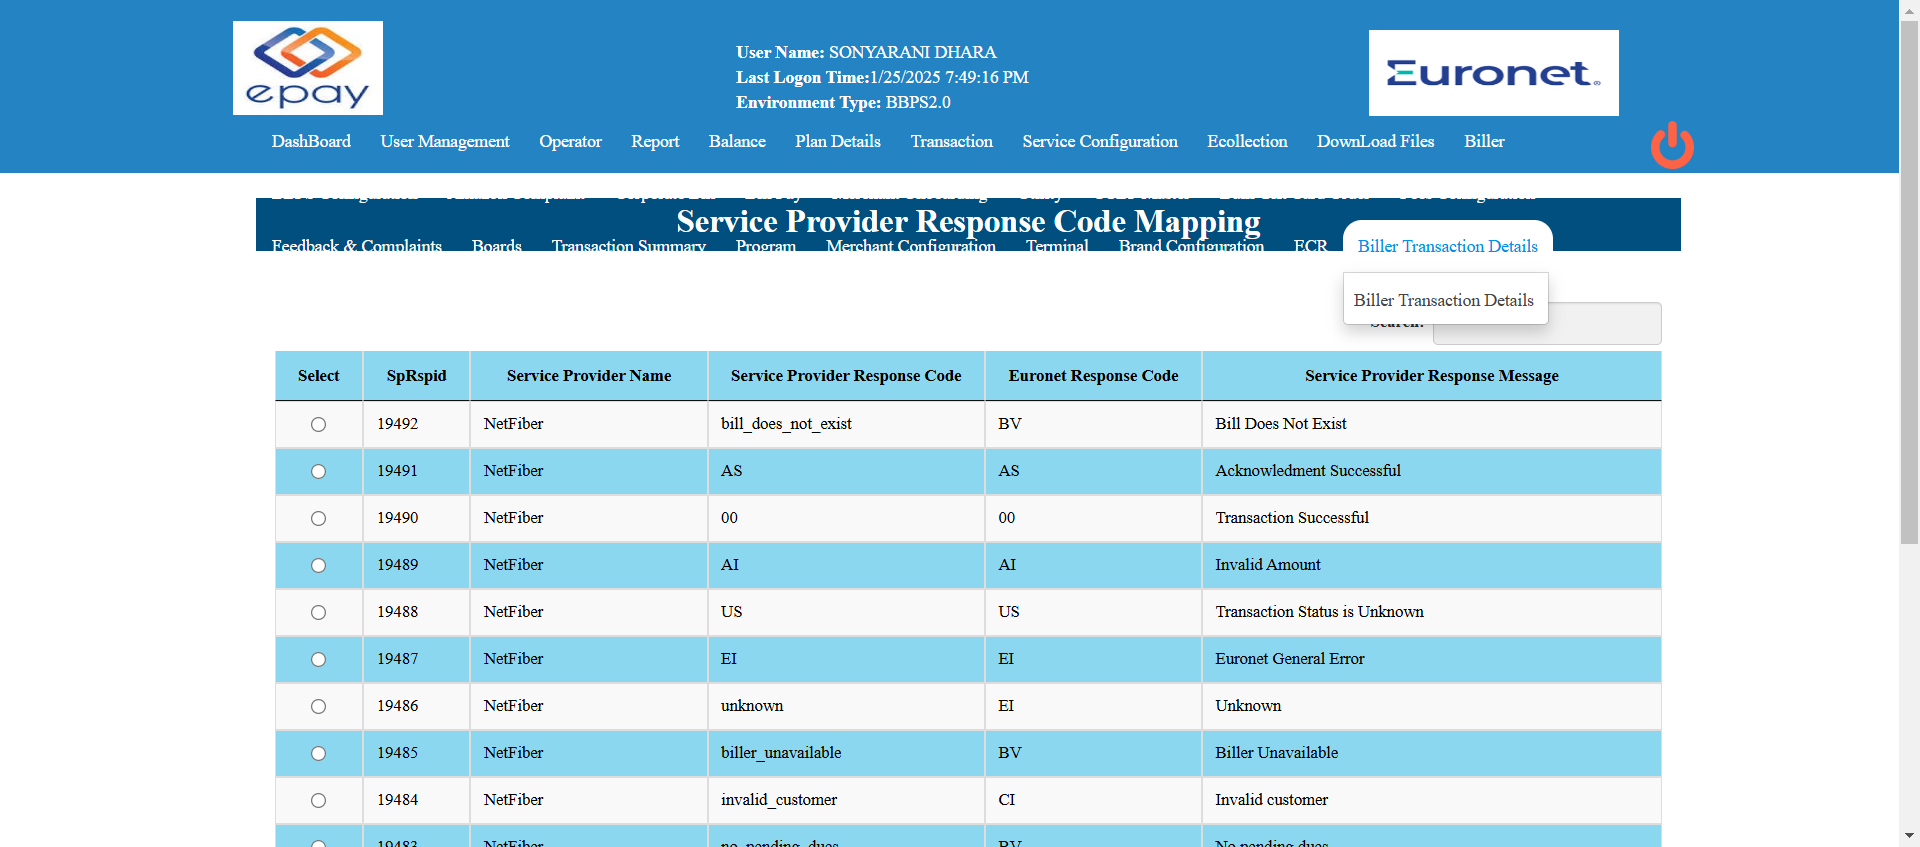 epay
User Name: SONYARANI DHARA
Last Logon Time:1/25/2025 7:49:16 PM
Environment Type: BBPS2.0
Euronet
DashBoard User Management Operator Report Balance Plan Details Transaction Service Configuration Ecollection DownLoad Files Biller
Service Provider Response Code Mapping
Feedback & Complaints Boards Transaction Summary Program Merchant Configuration Terminal Brand Configuration ECR Biller Transaction Details
Biller Transaction Details
Search:
Select SpRspid Service Provider Name Service Provider Response Code Euronet Response Code Service Provider Response Message
19492 NetFiber bill_does_not_exist BV Bill Does Not Exist
19491 NetFiber AS AS Acknowledment Successful
19490 NetFiber 00 00 Transaction Successful
19489 NetFiber AI AI Invalid Amount
19488 NetFiber US US Transaction Status is Unknown
19487 NetFiber EI EI Euronet General Error
19486 NetFiber unknown EI Unknown
19485 NetFiber biller_unavailable BV Biller Unavailable
19484 NetFiber invalid_customer CI Invalid customer
19483 NetFiber no_pending_dues BV No pending dues